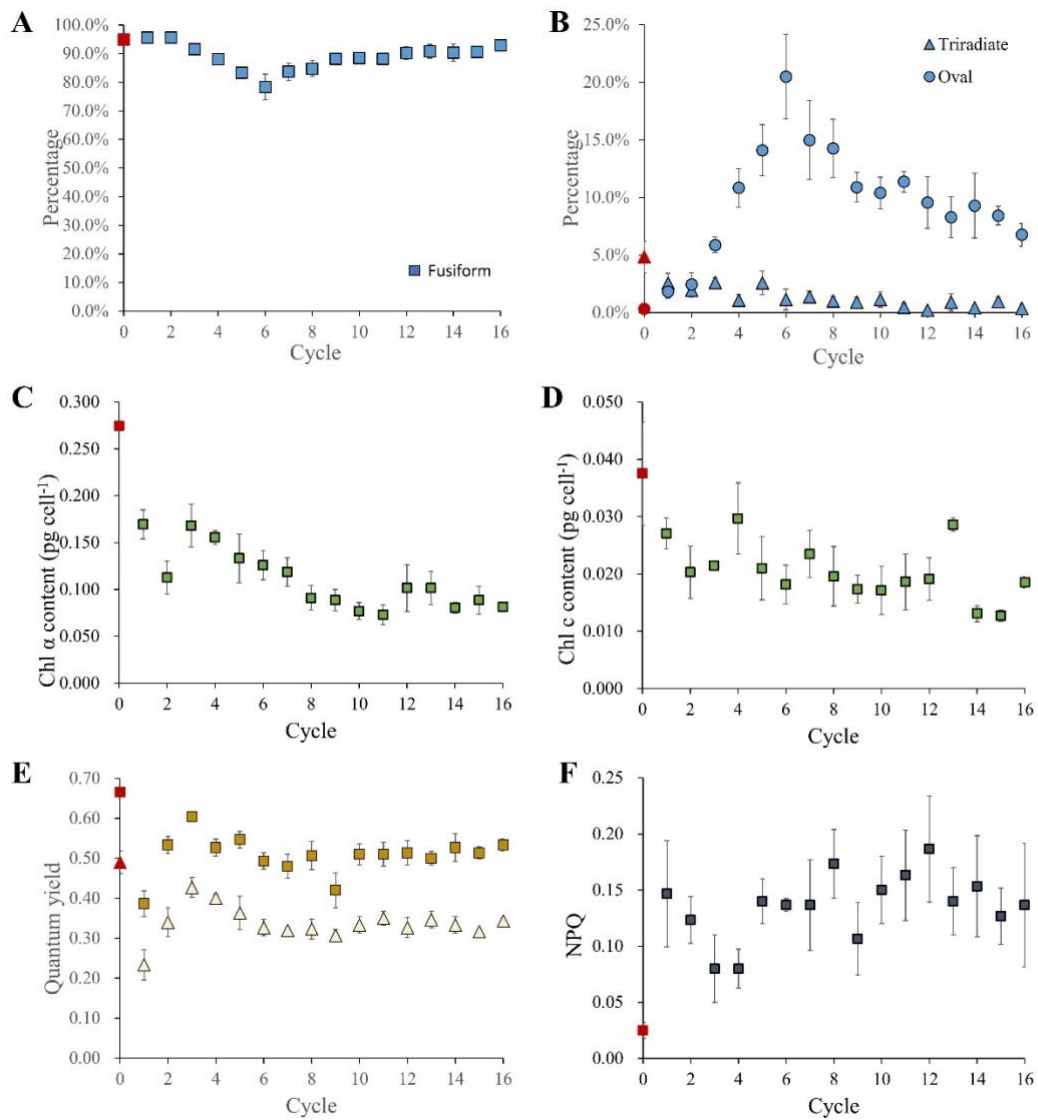 A
100.0%
90.0%
80.0%
70.0%
60.0%
50.0%
40.0%
30.0%
20.0%
10.0%
0.0%
Percentage
Fusiform
0 2 4 6 8 10 12 14 16
Cycle
B
25.0%
20.0%
15.0%
10.0%
5.0%
0.0%
Percentage
Triradiate
Oval
0 2 4 6 8 10 12 14 16
Cycle
C
0.300
0.250
0.200
0.150
0.100
0.050
0.000
Chl α content (pg cell⁻¹)
0 2 4 6 8 10 12 14 16
Cycle
D
0.050
0.040
0.030
0.020
0.010
0.000
Chl c content (pg cell⁻¹)
0 2 4 6 8 10 12 14 16
Cycle
E
0.70
0.60
0.50
0.40
0.30
0.20
0.10
0.00
Quantum yield
0 2 4 6 8 10 12 14 16
Cycle
F
0.25
0.20
0.15
0.10
0.05
0.00
NPQ
0 2 4 6 8 10 12 14 16
Cycle